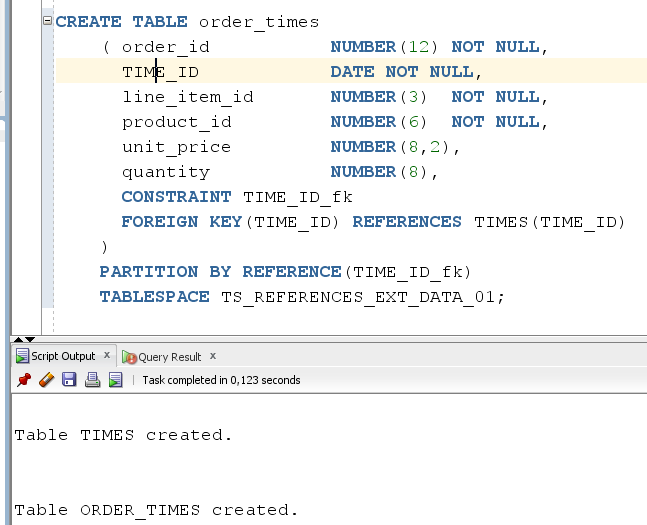 CREATE TABLE order_times
( order_id NUMBER(12) NOT NULL,
TIME_ID DATE NOT NULL,
line_item_id NUMBER(3) NOT NULL,
product_id NUMBER(6) NOT NULL,
unit_price NUMBER(8,2),
quantity NUMBER(8),
CONSTRAINT TIME_ID_fk
FOREIGN KEY(TIME_ID) REFERENCES TIMES(TIME_ID)
)
PARTITION BY REFERENCE(TIME_ID_fk)
TABLESPACE TS_REFERENCES_EXT_DATA_01;
Script Output x Query Result x
Task completed in 0,123 seconds
Table TIMES created.
Table ORDER_TIMES created.